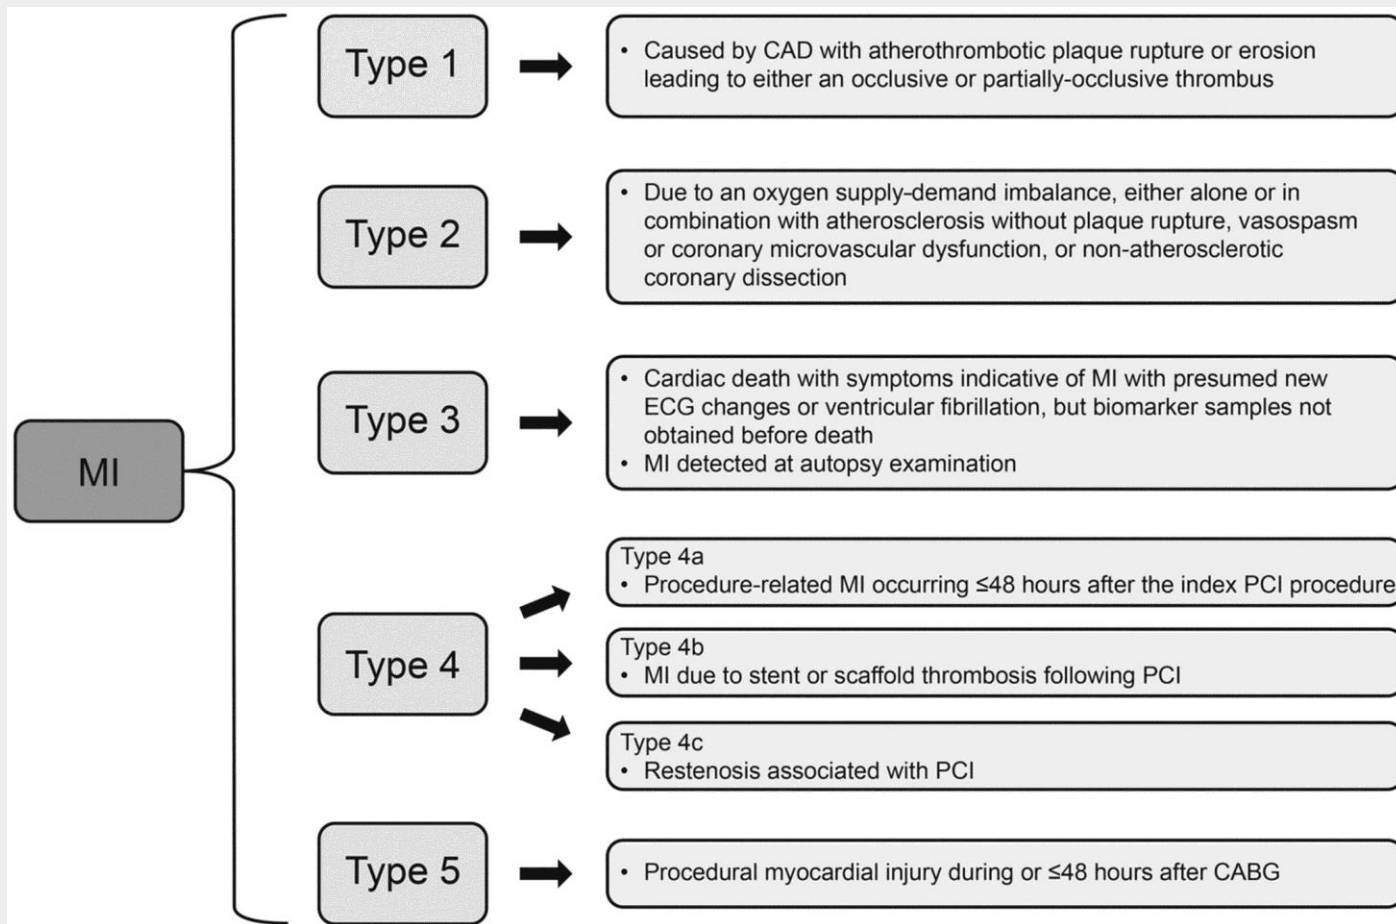 MI
Type 1
• Caused by CAD with atherothrombotic plaque rupture or erosion
leading to either an occlusive or partially-occlusive thrombus
Type 2
• Due to an oxygen supply-demand imbalance, either alone or in
combination with atherosclerosis without plaque rupture, vasospasm
or coronary microvascular dysfunction, or non-atherosclerotic
coronary dissection
Type 3
• Cardiac death with symptoms indicative of MI with presumed new
ECG changes or ventricular fibrillation, but biomarker samples not
obtained before death
• MI detected at autopsy examination
Type 4
Type 4a
• Procedure-related MI occurring ≤48 hours after the index PCI procedure
Type 4b
• MI due to stent or scaffold thrombosis following PCI
Type 4c
• Restenosis associated with PCI
Type 5
• Procedural myocardial injury during or ≤48 hours after CABG